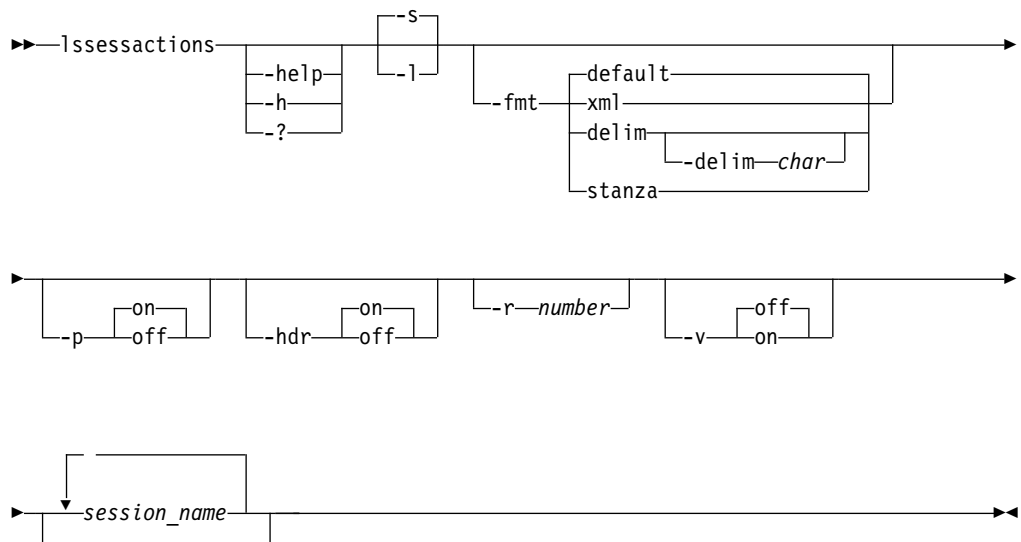 -s
lssessactions
-help
-h
-?
-l
-fmt
default
xml
delim
-delim char
stanza
-p
on
off
-hdr
on
off
-r number
-v
off
on
session_name